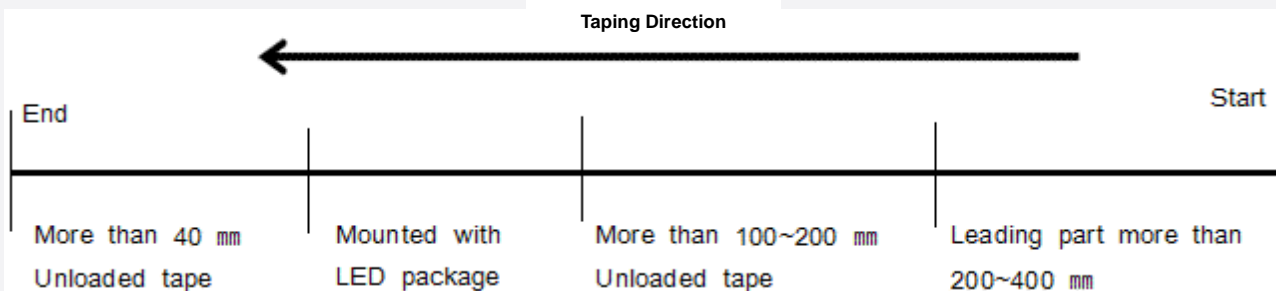 Taping Direction
End
Start
More than 40 ㎜
Unloaded tape
Mounted with
LED package
More than 100~200 ㎜
Unloaded tape
Leading part more than
200~400 ㎜